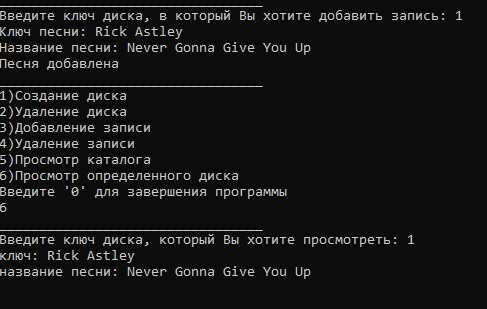 _________________________________
Введите ключ диска, в который Вы хотите добавить запись: 1
Ключ песни: Rick Astley
Название песни: Never Gonna Give You Up
Песня добавлена
_________________________________
1)Создание диска
2)Удаление диска
3)Добавление записи
4)Удаление записи
5)Просмотр каталога
6)Просмотр определенного диска
Введите '0' для завершения программы
6
_________________________________
Введите ключ диска, который Вы хотите просмотреть: 1
ключ: Rick Astley
название песни: Never Gonna Give You Up